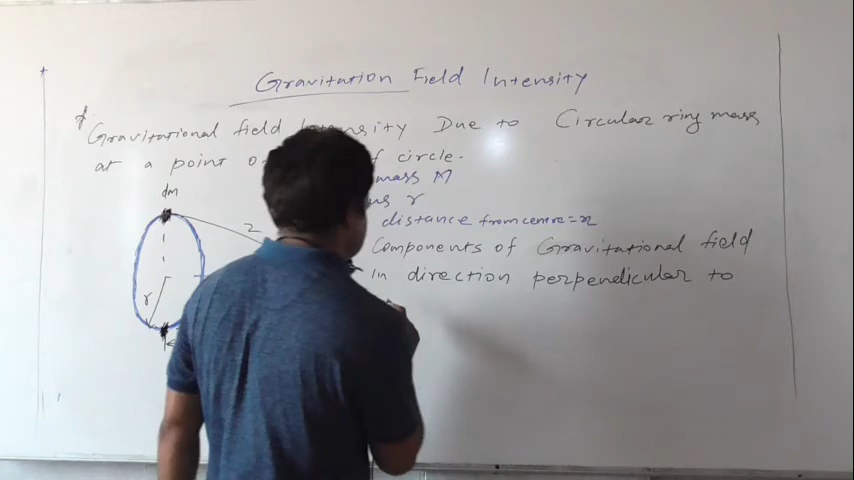 Gravitation Field Intensity
* Gravitational field Intensity Due to Circular ring mass
at a point of circle.
mass M
r
distance from centre = x
dm
z
Components of Gravitational field
In direction perpendicular to
r